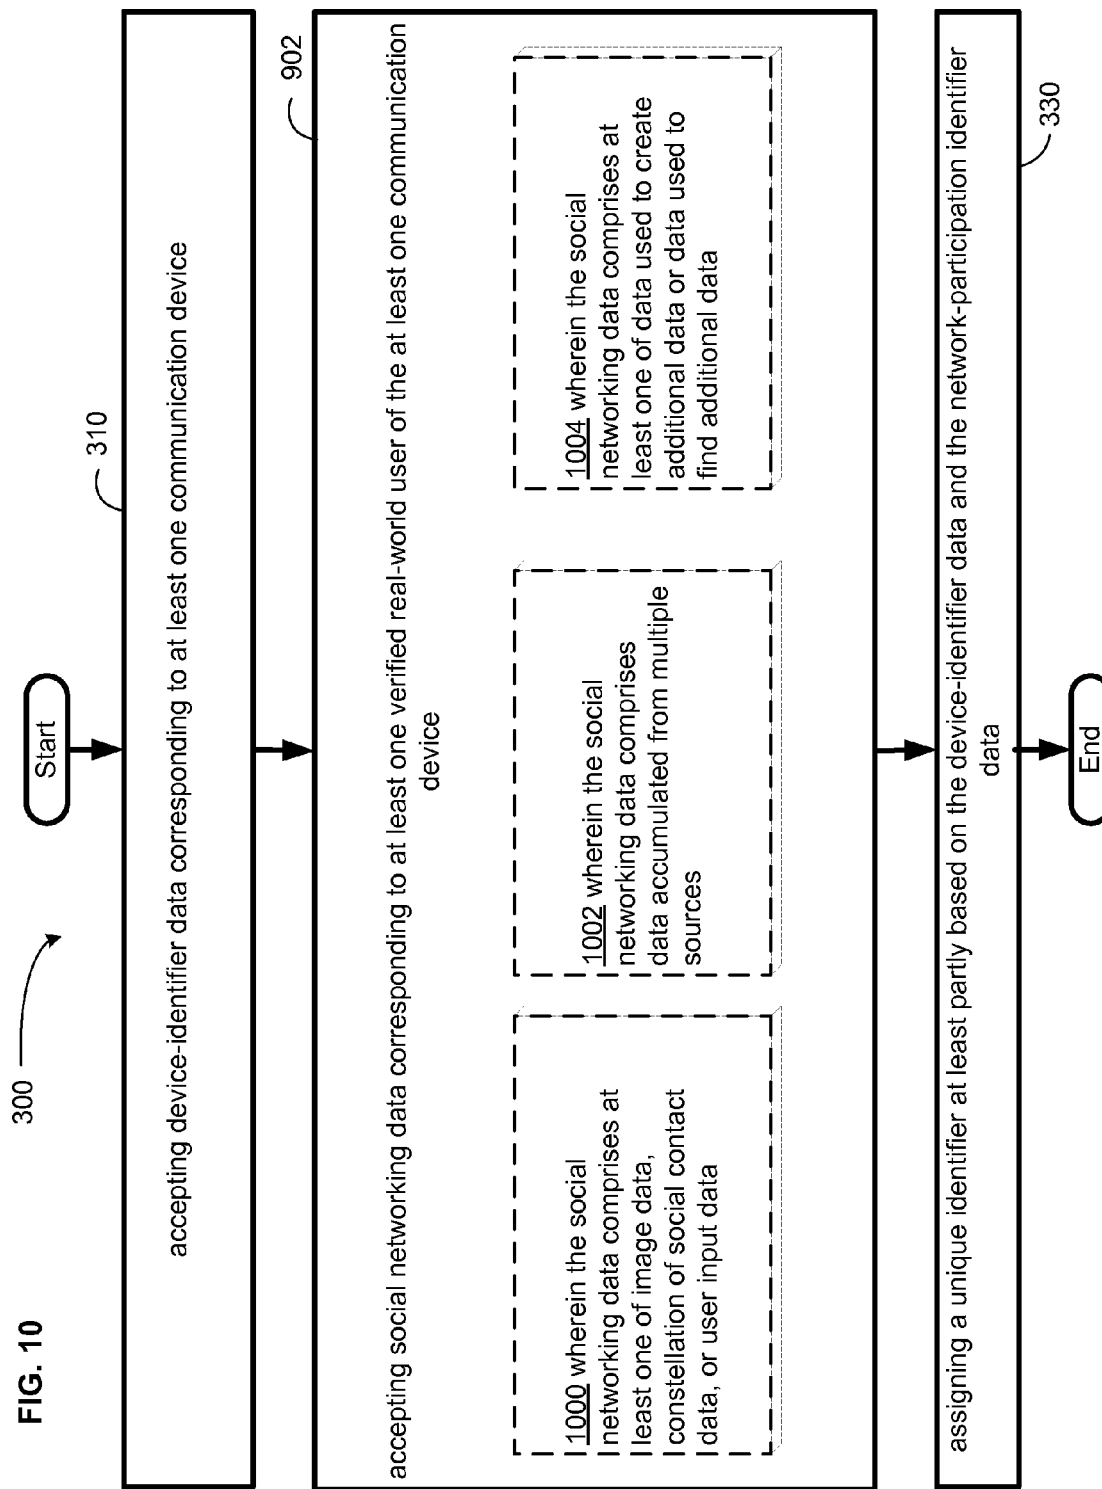 FIG. 10
300
Start
310
accepting device-identifier data corresponding to at least one communication device
902
accepting social networking data corresponding to at least one verified real-world user of the at least one communication
device
1000 wherein the social
networking data comprises at
least one of image data,
constellation of social contact
data, or user input data
1002 wherein the social
networking data comprises
data accumulated from multiple
sources
1004 wherein the social
networking data comprises at
least one of data used to create
additional data or data used to
find additional data
330
assigning a unique identifier at least partly based on the device-identifier data and the network-participation identifier
data
End